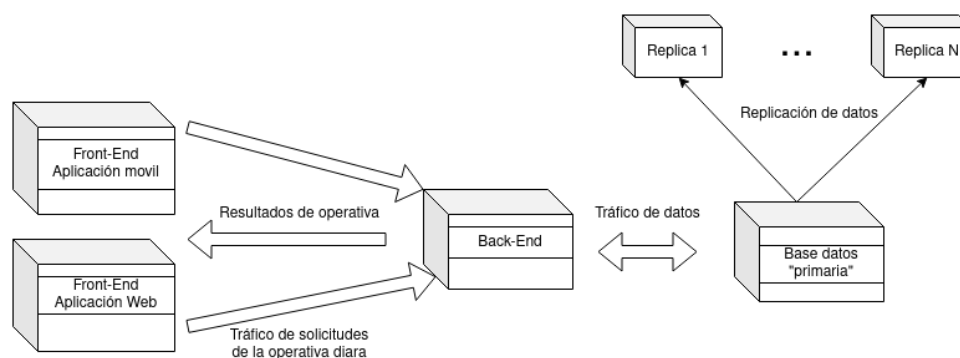 Replica 1
...
Replica N
Replicación de datos
Front-End
Aplicación movil
Resultados de operativa
Back-End
Tráfico de datos
Base datos
"primaria"
Front-End
Aplicación Web
Tráfico de solicitudes
de la operativa diara